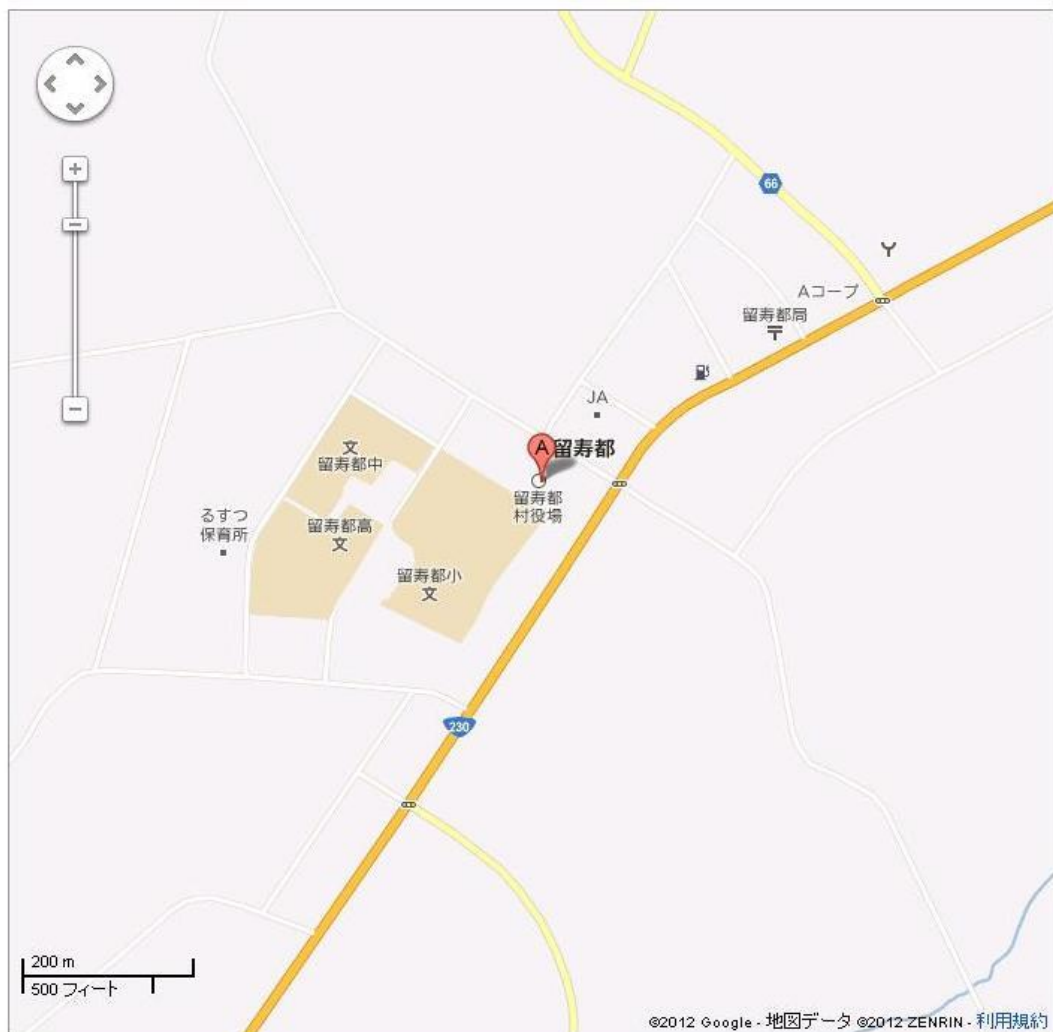 66
Aコープ
留寿都局
JA
A
留寿都
文
留寿都中
留寿都
村役場
るすつ
保育所
留寿都高
文
留寿都小
文
230
200 m
500 フィート
©2012 Google - 地図データ ©2012 ZENRIN - 利用規約